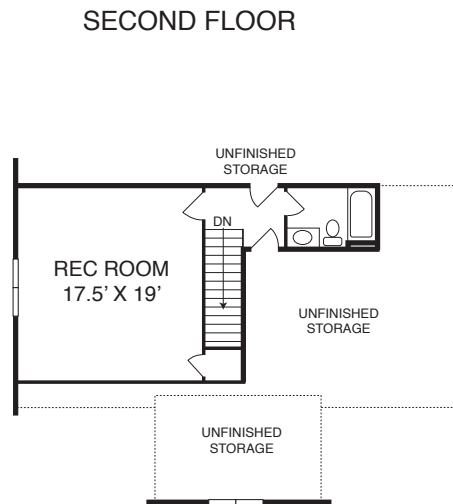 SECOND FLOOR
UNFINISHED
STORAGE
DN
REC ROOM
17.5’ X 19’
UNFINISHED
STORAGE
UNFINISHED
STORAGE